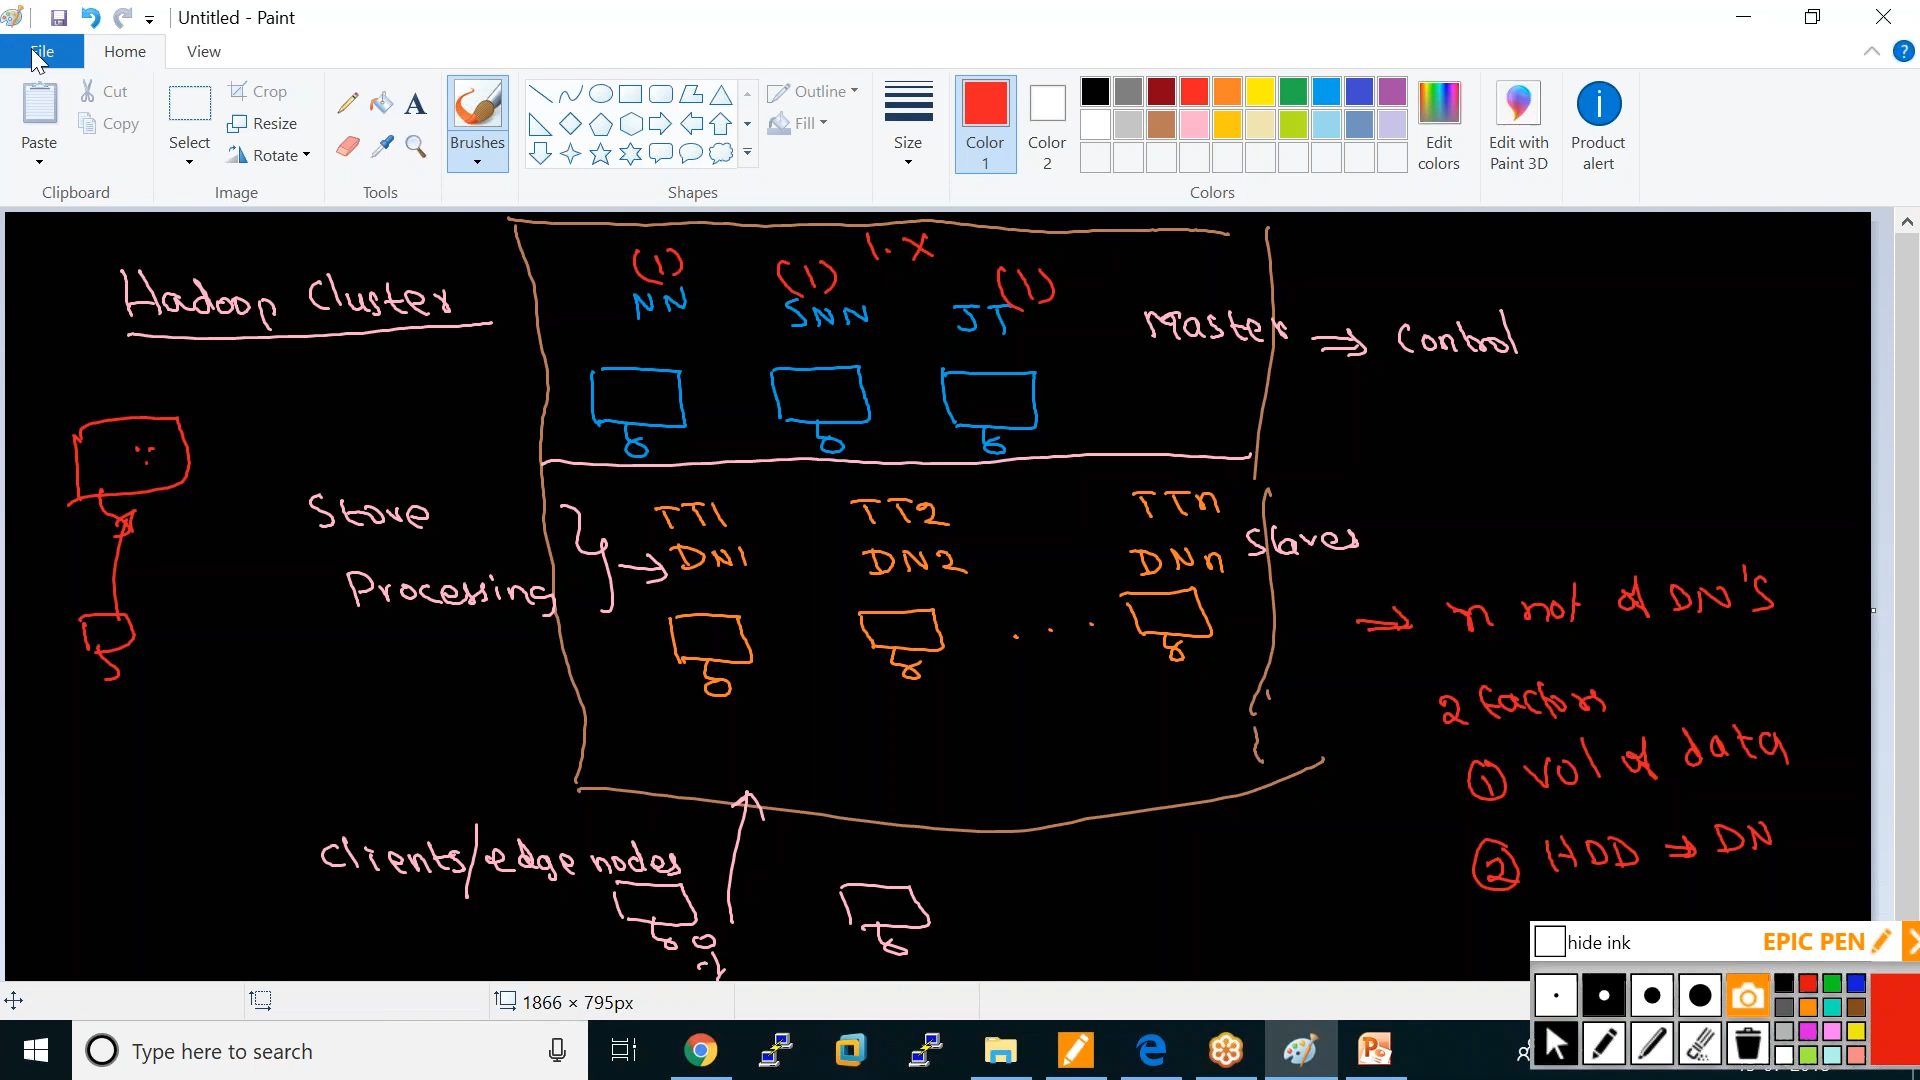 Untitled - Paint
File
Home
View
Paste
Cut
Copy
Clipboard
Select
Crop
Resize
Rotate
Image
Tools
Brushes
Shapes
Outline
Fill
Size
Color 1
Color 2
Colors
Edit colors
Edit with Paint 3D
Product alert
Hadoop Cluster
1.x
(1) (1) (1)
NN SNN JT
Master ⇒ Control
Store
Processing
TT1 TT2 TTn
DN1 DN2 DNn
Slaves
⇒ n not of DN's
2 factors
① vol of data
② HDD → DN
Clients/edge nodes
hide ink
EPIC PEN
1866 × 795px
Type here to search